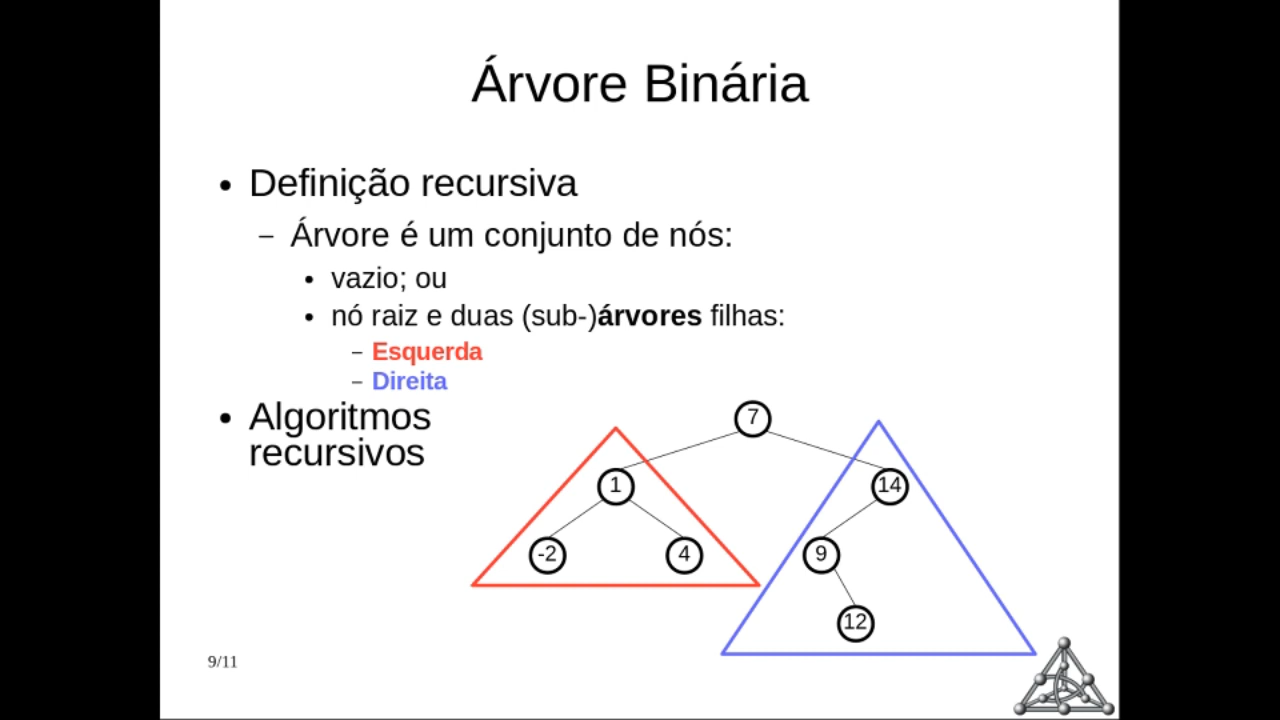 Árvore Binária
• Definição recursiva
– Árvore é um conjunto de nós:
• vazio; ou
• nó raiz e duas (sub-)árvores filhas:
– Esquerda
– Direita
• Algoritmos
recursivos
7
1
14
-2
4
9
12
9/11